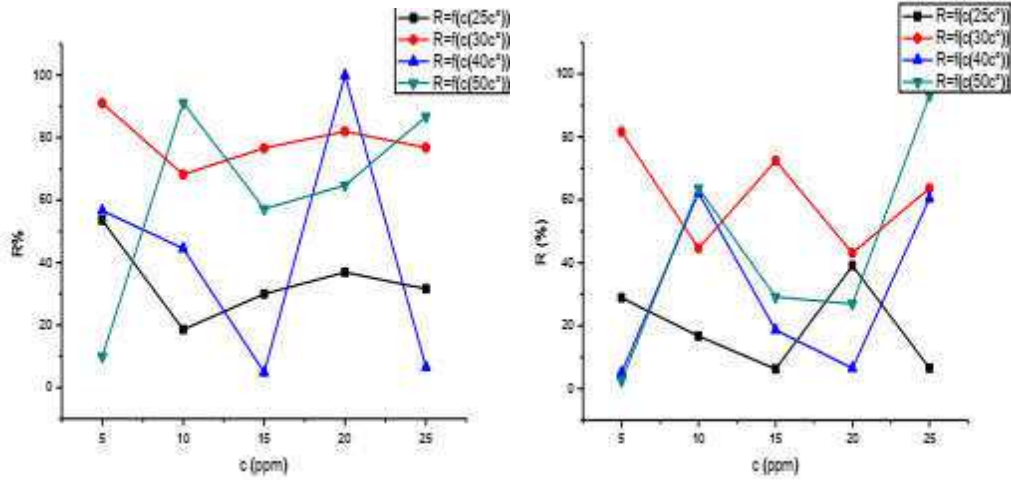 R=f(c(25c°))
R=f(c(30c°))
R=f(c(40c°))
R=f(c(50c°))
100
80
60
40
20
0
R%
5 10 15 20 25
c (ppm)
R=f(c(25c°))
R=f(c(30c°))
R=f(c(40c°))
R=f(c(50c°))
100
80
60
40
20
0
R (%)
5 10 15 20 25
c (ppm)